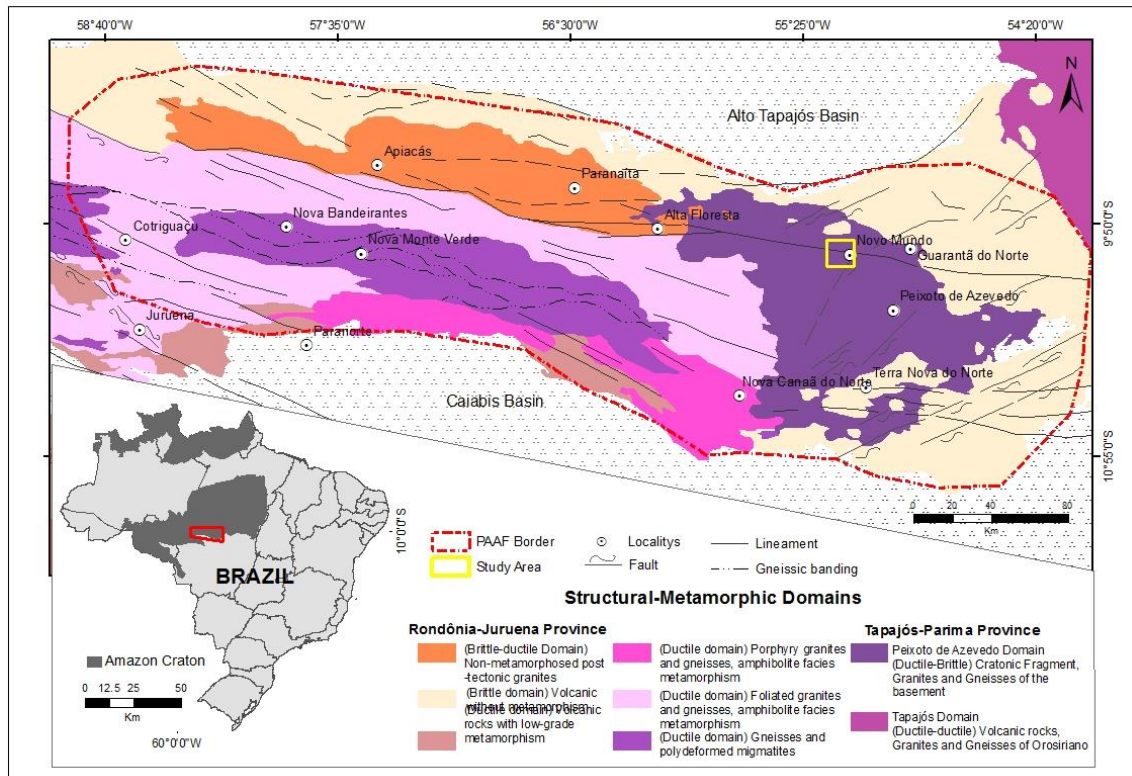 58°40'0"W
57°35'0"W
56°30'0"W
55°25'0"W
54°20'0"W
N
Alto Tapajós Basin
Apiacás
Paranaíta
Nova Bandeirantes
Alta Floresta
9°50'0"S
Cotriguaçu
Nova Monte Verde
Novo Mundo
Guarantã do Norte
Peixoto de Azevedo
Juruena
Paranorte
Terra Nova do Norte
Nova Canaã do Norte
Caiabis Basin
10°55'0"S
0 20 40 60 80
Km
10°0'0"S
BRAZIL
Amazon Craton
0 12.5 25 50
Km
60°0'0"W
PAAF Border
Localitys
Lineament
Study Area
Fault
Gneissic banding
Structural-Metamorphic Domains
Rondônia-Juruena Province
(Brittle-ductile Domain)
Non-metamorphosed post
-tectonic granites
(Brittle domain) Volcanic
without metamorphism
(Ductile domain) Volcanic
rocks with low-grade
metamorphism
(Ductile domain) Porphyry granites
and gneisses, amphibolite facies
metamorphism
(Ductile domain) Foliated granites
and gneisses, amphibolite facies
metamorphism
(Ductile domain) Gneisses and
polydeformed migmatites
Tapajós-Parima Province
Peixoto de Azevedo Domain
(Ductile-Brittle) Cratonic Fragment,
Granites and Gneisses of the
basement
Tapajós Domain
(Ductile-ductile) Volcanic rocks,
Granites and Gneisses of Orosiriano